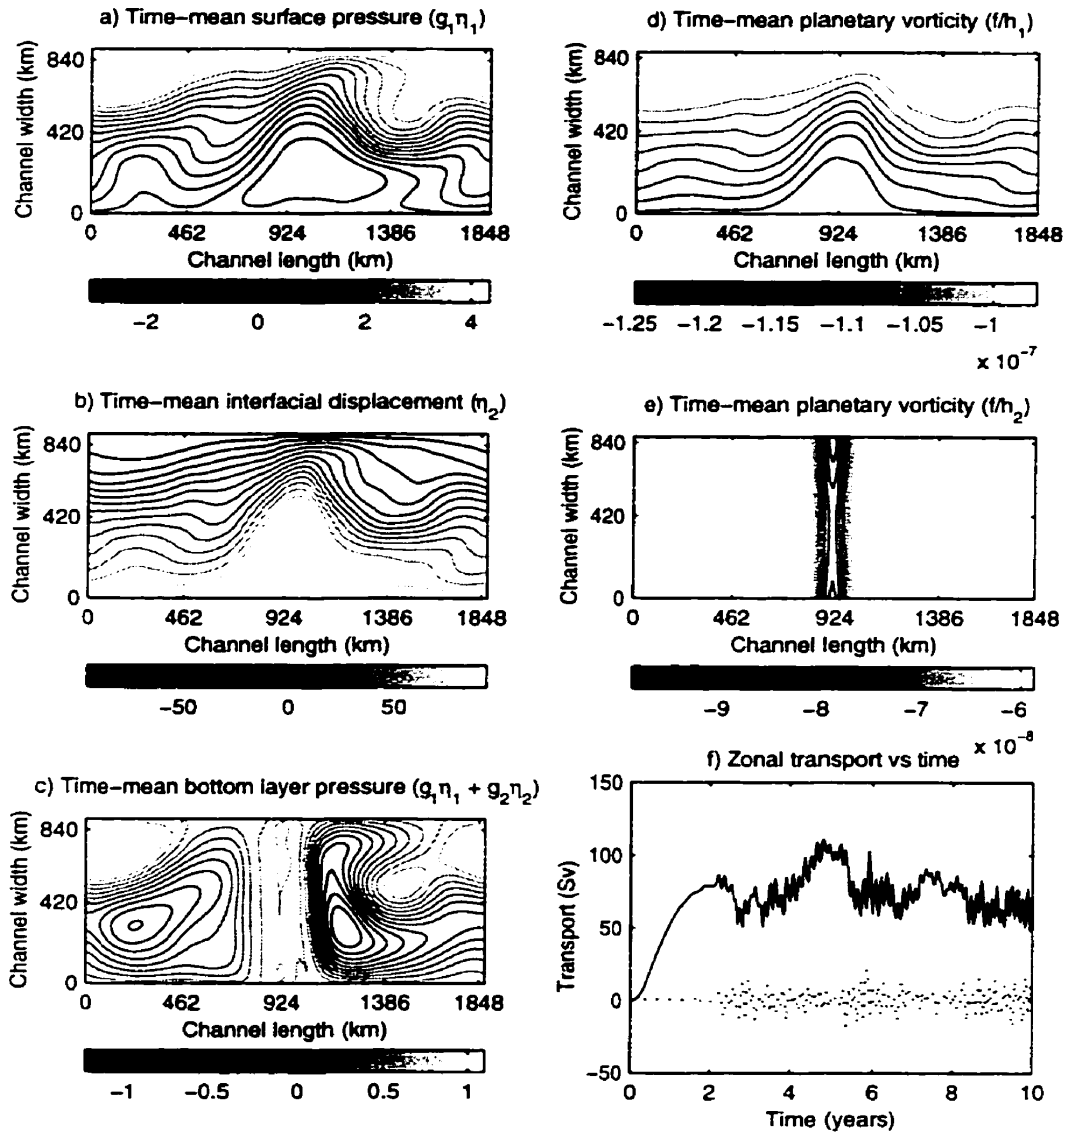 a) Time-mean surface pressure (g₁η₁)
Channel width (km)
840
420
0
0 462 924 1386 1848
Channel length (km)
-2 0 2 4
b) Time-mean interfacial displacement (η₂)
Channel width (km)
840
420
0
0 462 924 1386 1848
Channel length (km)
-50 0 50
c) Time-mean bottom layer pressure (g₁η₁ + g₂η₂)
Channel width (km)
840
420
0
0 462 924 1386 1848
Channel length (km)
-1 -0.5 0 0.5 1
d) Time-mean planetary vorticity (f/h₁)
Channel width (km)
840
420
0
0 462 924 1386 1848
Channel length (km)
-1.25 -1.2 -1.15 -1.1 -1.05 -1
x 10⁻⁷
e) Time-mean planetary vorticity (f/h₂)
Channel width (km)
840
420
0
0 462 924 1386 1848
Channel length (km)
-9 -8 -7 -6
x 10⁻⁸
f) Zonal transport vs time
Transport (Sv)
150
100
50
0
-50
0 2 4 6 8 10
Time (years)